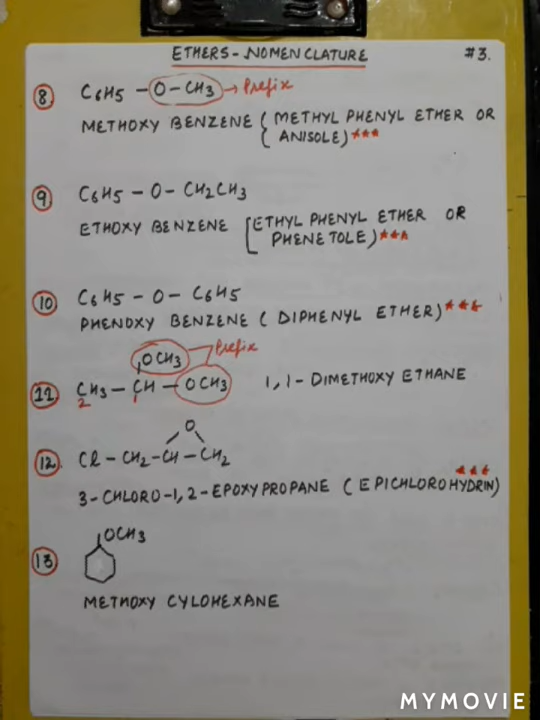 ETHERS - NOMENCLATURE #3.
8 C6H5 - O - CH3 → Prefix
METHOXY BENZENE { METHYL PHENYL ETHER OR
ANISOLE) ★★★
9 C6H5 - O - CH2CH3
ETHOXY BENZENE [ETHYL PHENYL ETHER OR
PHENETOLE) ★★★
10 C6H5 - O - C6H5
PHENOXY BENZENE ( DIPHENYL ETHER) ★★★
OCH3 Prefix
11 CH3 - CH - OCH3 1,1 - DIMETHOXY ETHANE
2 1
O
12. Cl - CH2 - CH - CH2
★★★
3 - CHLORO - 1, 2 - EPOXY PROPANE ( EPICHLOROHYDRIN)
OCH3
13
METHOXY CYLOHEXANE
MYMOVIE